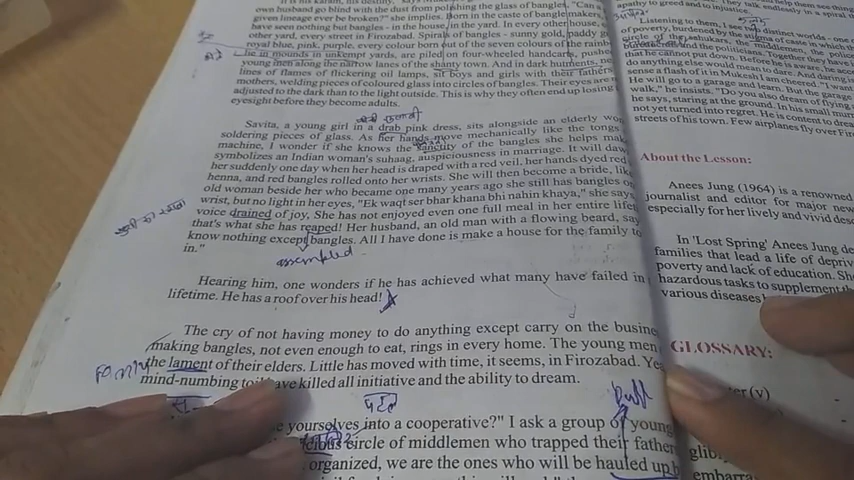 own husband go blind with the dust from polishing the glass of bangles. "Can a
given lineage ever be broken?" she implies. Born in the caste of bangle makers
have seen nothing but bangles - in the house, in the yard. In every other house,
other yard, every street in Firozabad. Spirals of bangles - sunny gold, paddy
royal blue, pink, purple, every colour born out of the seven colours of the rainb
Lie in mounds in unkempt yards, are piled on four-wheeled handcarts, pushe
young men along the narrow lanes of the shanty town. And in dark hutments, ne
lines of flames of flickering oil lamps, sit boys and girls with their fathers
mothers, welding pieces of coloured glass into circles of bangles. Their eyes are
adjusted to the dark than to the light outside. This is why they often end up losing
eyesight before they become adults.
Savita, a young girl in a drab pink dress, sits alongside an elderly wo
soldering pieces of glass. As her hands move mechanically like the tongs
machine, I wonder if she knows the sanctity of the bangles she helps make
symbolizes an Indian woman's suhaag, auspiciousness in marriage. It will daw
her suddenly one day when her head is draped with a red veil, her hands dyed red
henna, and red bangles rolled onto her wrists. She will then become a bride, like
old woman beside her who became one many years ago she still has bangles on
wrist, but no light in her eyes, "Ek waqt ser bhar khana bhi nahin khaya," she says
voice drained of joy, She has not enjoyed even one full meal in her entire life
that's what she has reaped! Her husband, an old man with a flowing beard, say
know nothing except bangles. All I have done is make a house for the family to
in."
assempled
Hearing him, one wonders if he has achieved what many have failed in
lifetime. He has a roof over his head!
The cry of not having money to do anything except carry on the busine
making bangles, not even enough to eat, rings in every home. The young men
the lament of their elders. Little has moved with time, it seems, in Firozabad. Yea
mind-numbing toil have killed all initiative and the ability to dream.
yourselves into a cooperative?" I ask a group of young
circle of middlemen who trapped their father
organized, we are the ones who will be hauled up b
apathy to greed and to injustice.
Listening to them, I see two distinct worlds - one
of poverty, burdened by the stigma of caste in which
circle of the sahukars, the middlemen, the polic
bureaucrats and the politicians. Together they have i
that he cannot put down. Before he is aware, he acc
do anything else would mean to dare. And darin
sense a flash of it in Mukesh I am cheered. "I want
He will go to a garage and learn. But the garage
walk," he insists. "Do you also dream of flying
he says, staring at the ground. In his small mur
not yet turned into regret. He is content to drea
streets of his town. Few airplanes fly over Firo
About the Lesson:
Anees Jung (1964) is a renowned
journalist and editor for major new
especially for her lively and vivid desc
In 'Lost Spring' Anees Jung de
families that lead a life of depriv
poverty and lack of education. She
hazardous tasks to supplement th
various diseases
GLOSSARY:
(v)
glib
embarra